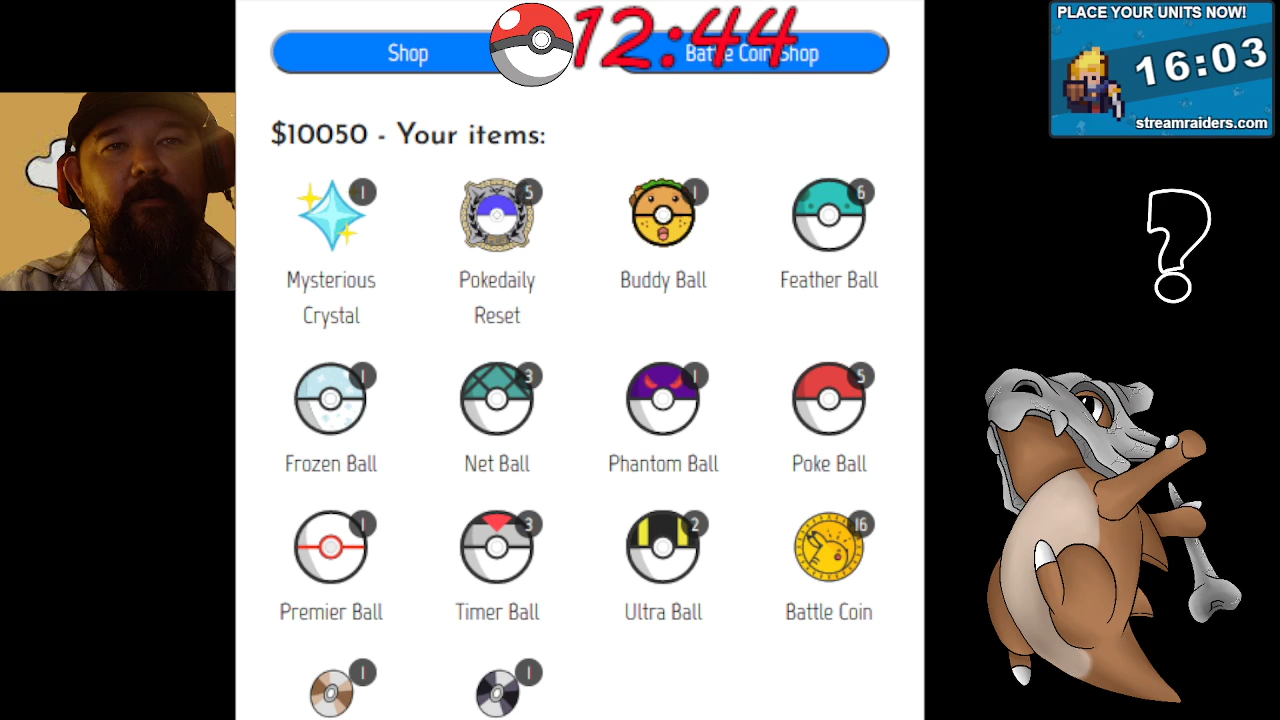 PLACE YOUR UNITS NOW!
12:44
Shop
Battle Coin Shop
16:03
streamraiders.com
$10050 - Your items:
1
5
1
6
Mysterious
Crystal
Pokedaily
Reset
Buddy Ball
Feather Ball
?
1
3
1
5
Frozen Ball
Net Ball
Phantom Ball
Poke Ball
1
3
2
16
Premier Ball
Timer Ball
Ultra Ball
Battle Coin
1
1